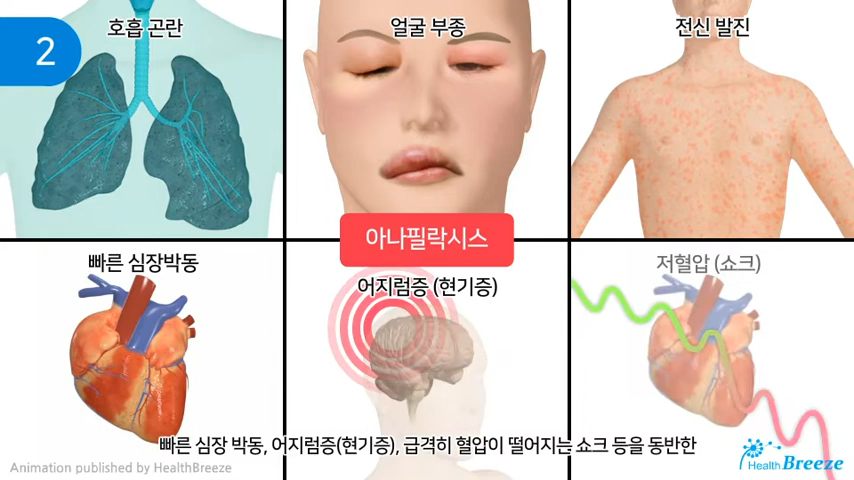 2
호흡 곤란
얼굴 부종
전신 발진
아나필락시스
빠른 심장박동
어지럼증 (현기증)
저혈압 (쇼크)
빠른 심장 박동, 어지럼증(현기증), 급격히 혈압이 떨어지는 쇼크 등을 동반한
Animation published by HealthBreeze
Health Breeze